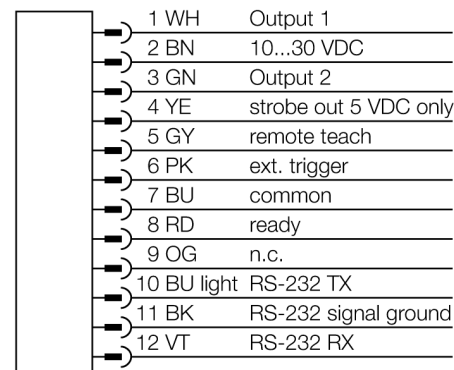 1 WH Output 1
2 BN 10...30 VDC
3 GN Output 2
4 YE strobe out 5 VDC only
5 GY remote teach
6 PK ext. trigger
7 BU common
8 RD ready
9 OG n.c.
10 BU light RS-232 TX
11 BK RS-232 signal ground
12 VT RS-232 RX